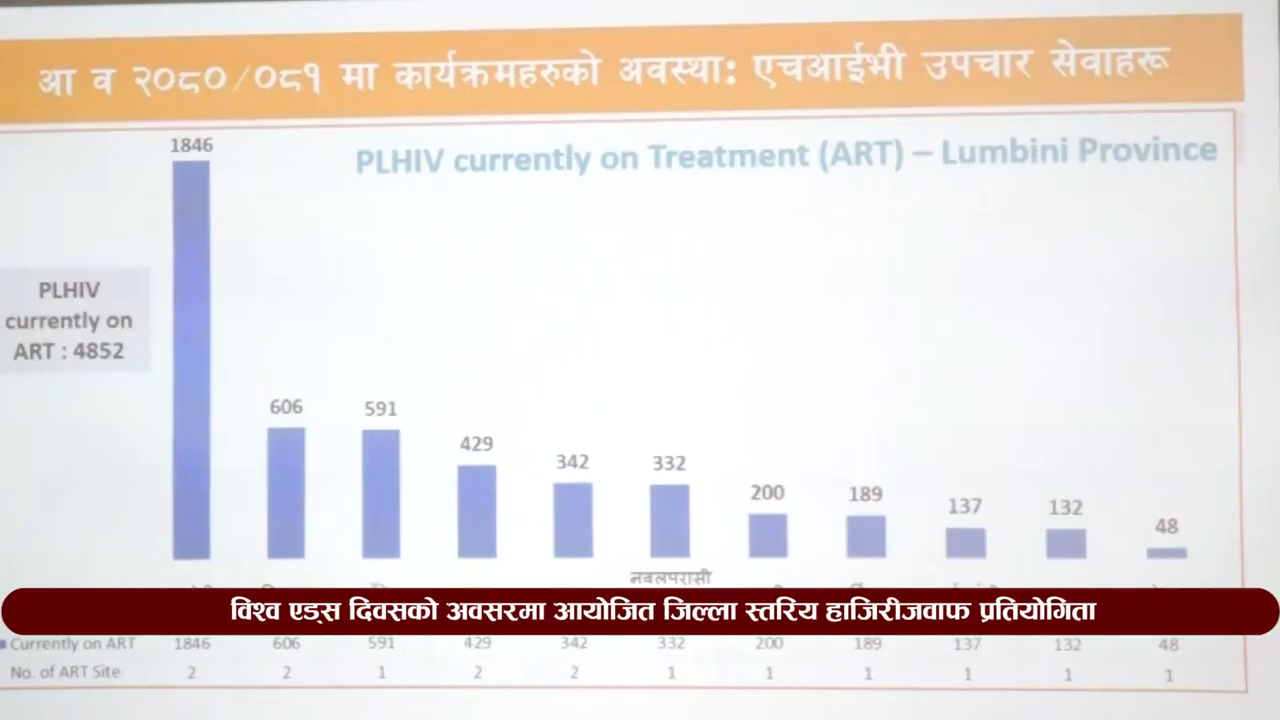 आ व २०८०/०८१ मा कार्यक्रमहरुको अवस्था: एचआईभी उपचार सेवाहरू
PLHIV currently on Treatment (ART) – Lumbini Province
PLHIV
currently on
ART : 4852
1846
606
591
429
342
332
200
189
137
132
48
नवलपरासी
विश्व एड्स दिवसको अवसरमा आयोजित जिल्ला स्तरिय हाजिरीजवाफ प्रतियोगिता
Currently on ART 1846 606 591 429 342 332 200 189 137 132 48
No. of ART Site 2 2 1 2 2 1 1 1 1 1 1